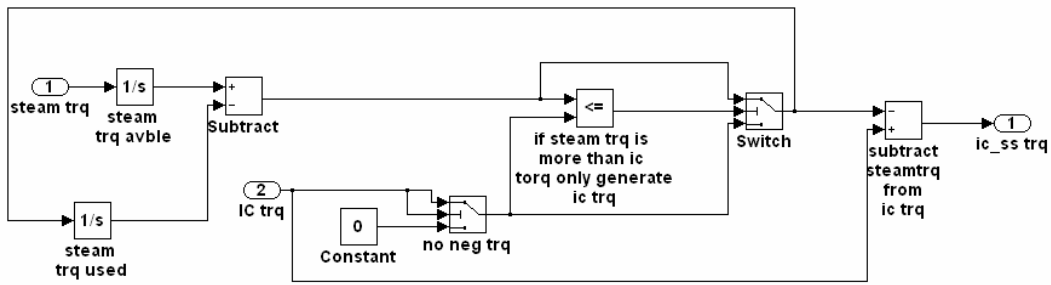 1
steam trq
1/s
steam
trq avble
+
−
Subtract
<=
if steam trq is
more than ic
torq only generate
ic trq
Switch
−
+
subtract
steamtrq
from
ic trq
1
ic_ss trq
2
IC trq
0
Constant
no neg trq
1/s
steam
trq used